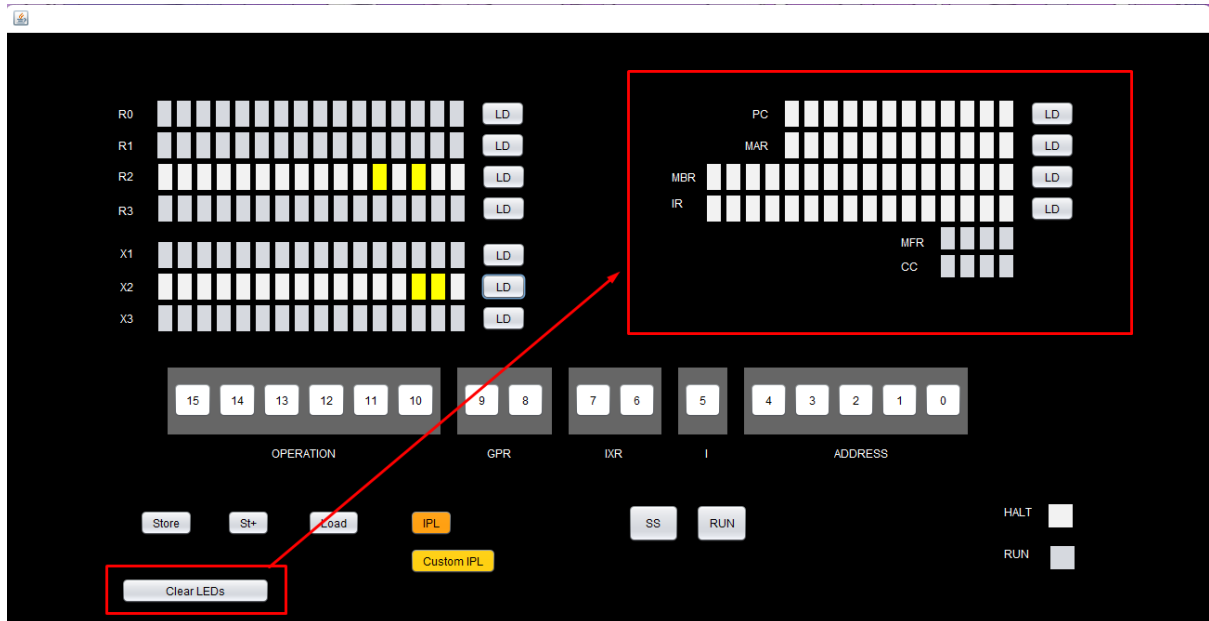 R0 LD PC LD
R1 LD MAR LD
R2 LD MBR LD
R3 LD IR LD
MFR
X1 LD CC
X2 LD
X3 LD
15 14 13 12 11 10 9 8 7 6 5 4 3 2 1 0
OPERATION GPR IXR I ADDRESS
Store St+ Load IPL SS RUN HALT
Custom IPL RUN
Clear LEDs